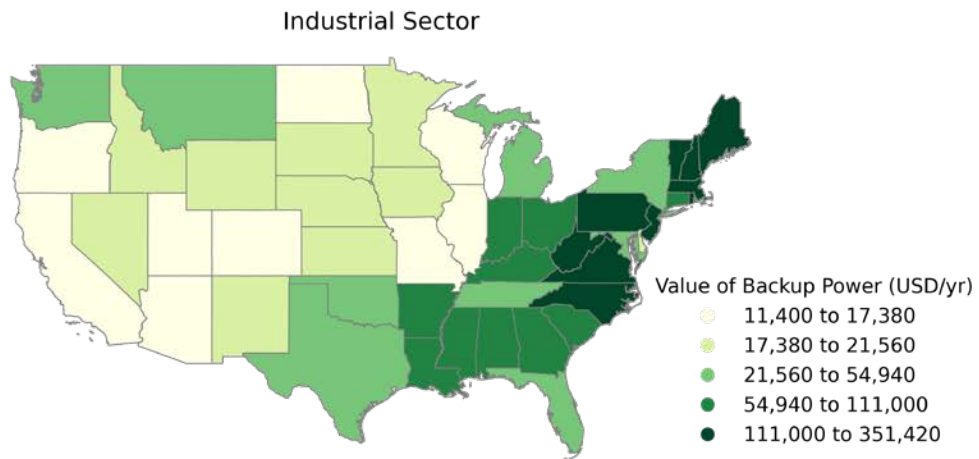 Industrial Sector
Value of Backup Power (USD/yr)
11,400 to 17,380
17,380 to 21,560
21,560 to 54,940
54,940 to 111,000
111,000 to 351,420